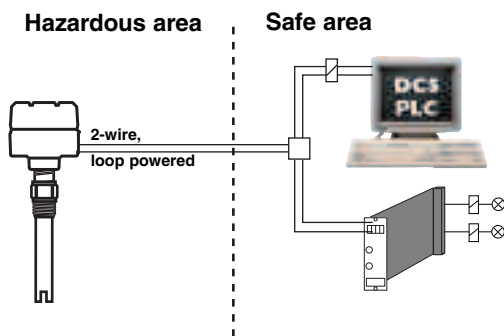 Hazardous area
Safe area
2-wire,
loop powered
DCS
PLC